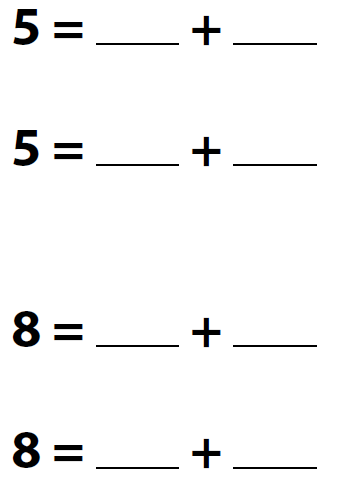 5 = ____ + ____
5 = ____ + ____
8 = ____ + ____
8 = ____ + ____